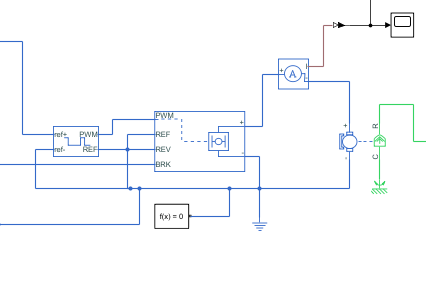 I
+
A
PWM
ref+
PWM
REF
ref-
REF
REV
BRK
+
-
+
-
R
C
f(x) = 0